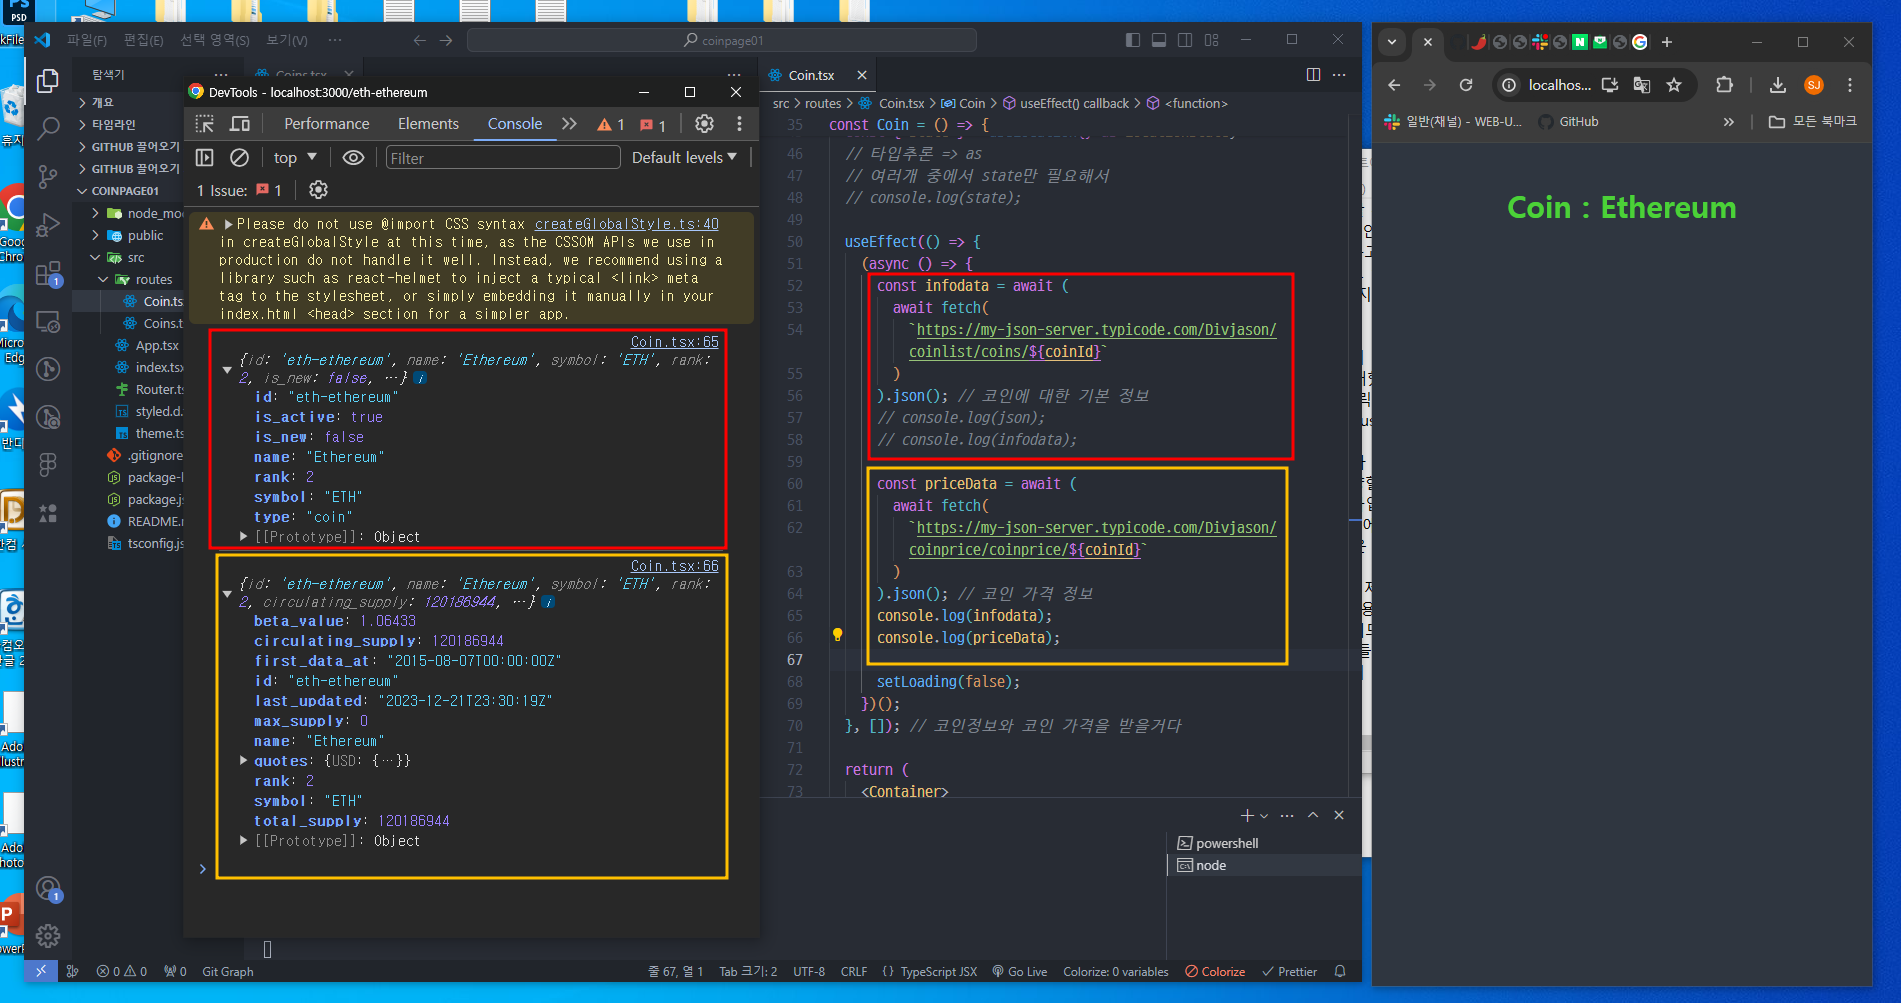 PSD
파일(F) 편집(E) 선택 영역(S) 보기(V) ···
coinpage01
탐색기
Coins.tsx
개요
타임라인
GITHUB 끌어오기
GITHUB 끌어오기
COINPAGE01
node_mo
public
src
routes
Coin.ts
Coins.t
App.tsx
index.tsx
Router.t
styled.d.
theme.ts
.gitignore
package-l
package.js
README.r
tsconfig.js
DevTools - localhost:3000/eth-ethereum
Performance Elements Console 1 1
top Filter Default levels
1 Issue: 1
Please do not use @import CSS syntax createGlobalStyle.ts:40
in createGlobalStyle at this time, as the CSSOM APIs we use in
production do not handle it well. Instead, we recommend using a
library such as react-helmet to inject a typical <link> meta
tag to the stylesheet, or simply embedding it manually in your
index.html <head> section for a simpler app.
Coin.tsx:65
{id: 'eth-ethereum', name: 'Ethereum', symbol: 'ETH', rank:
2, is_new: false, …}
id: "eth-ethereum"
is_active: true
is_new: false
name: "Ethereum"
rank: 2
symbol: "ETH"
type: "coin"
[[Prototype]]: Object
Coin.tsx:66
{id: 'eth-ethereum', name: 'Ethereum', symbol: 'ETH', rank:
2, circulating_supply: 120186944, …}
beta_value: 1.06433
circulating_supply: 120186944
first_data_at: "2015-08-07T00:00:00Z"
id: "eth-ethereum"
last_updated: "2023-12-21T23:30:19Z"
max_supply: 0
name: "Ethereum"
quotes: {USD: {…}}
rank: 2
symbol: "ETH"
total_supply: 120186944
[[Prototype]]: Object
Coin.tsx
src > routes > Coin.tsx > Coin > useEffect() callback > <function>
35 const Coin = () => {
46 // 타입추론 => as
47 // 여러개 중에서 state만 필요해서
48 // console.log(state);
49
50 useEffect(() => {
51 (async () => {
52 const infodata = await (
53 await fetch(
54 `https://my-json-server.typicode.com/Divjason/
coinlist/coins/${coinId}`
55 )
56 ).json(); // 코인에 대한 기본 정보
57 // console.log(json);
58 // console.log(infodata);
59
60 const priceData = await (
61 await fetch(
62 `https://my-json-server.typicode.com/Divjason/
coinprice/coinprice/${coinId}`
63 )
64 ).json(); // 코인 가격 정보
65 console.log(infodata);
66 console.log(priceData);
67
68 setLoading(false);
69 })();
70 }, []); // 코인정보와 코인 가격을 받을거다
71
72 return (
73 <Container>
powershell
node
0 0 0 Git Graph 줄 67, 열 1 Tab 크기: 2 UTF-8 CRLF {} TypeScript JSX Go Live Colorize: 0 variables Colorize Prettier
localhos...
SJ
일반(채널) - WEB-U... GitHub 모든 북마크
Coin : Ethereum